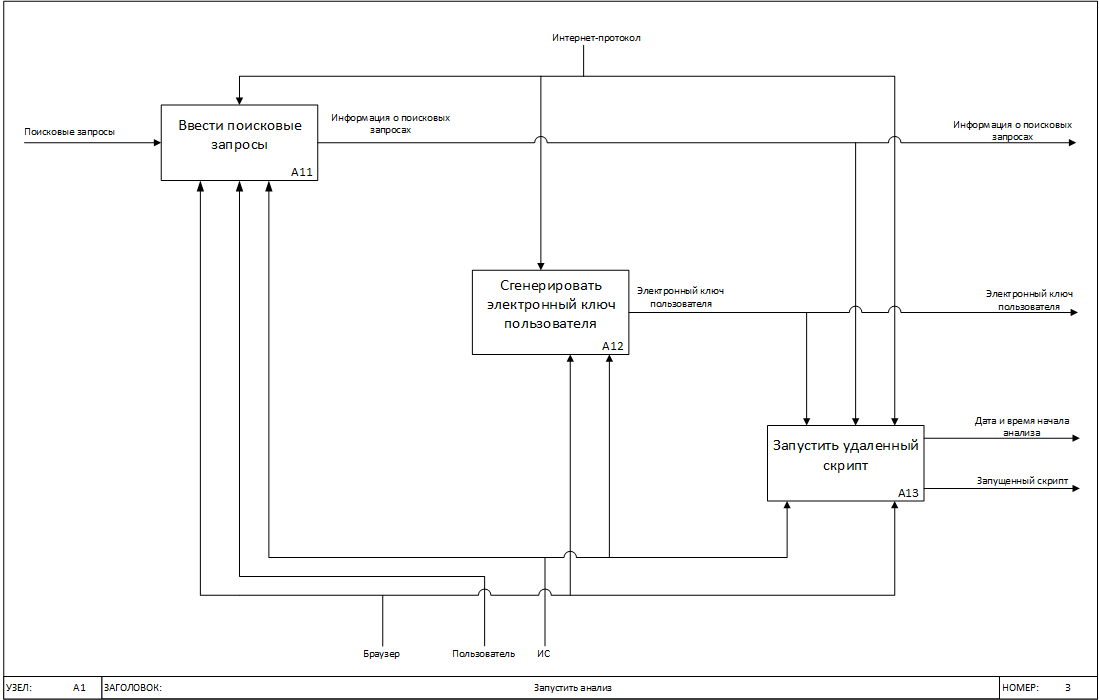 Интернет-протокол
Поисковые запросы
Ввести поисковые
запросы
A11
Информация о поисковых
запросах
Информация о поисковых
запросах
Сгенерировать
электронный ключ
пользователя
A12
Электронный ключ
пользователя
Электронный ключ
пользователя
Запустить удаленный
скрипт
A13
Дата и время начала
анализа
Запущенный скрипт
Браузер
Пользователь
ИС
УЗЕЛ: A1 ЗАГОЛОВОК: Запустить анализ НОМЕР: 3